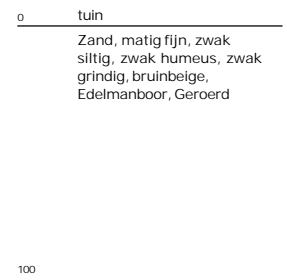 0 tuin
Zand, matig fijn, zwak
siltig, zwak humeus, zwak
grindig, bruinbeige,
Edelmanboor, Geroerd
100